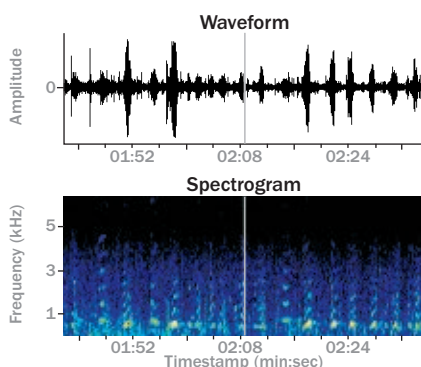 Waveform
Amplitude
0
01:52 02:08 02:24
Spectrogram
Frequency (kHz)
5
3
1
01:52 02:08 02:24
Timestamp (min:sec)